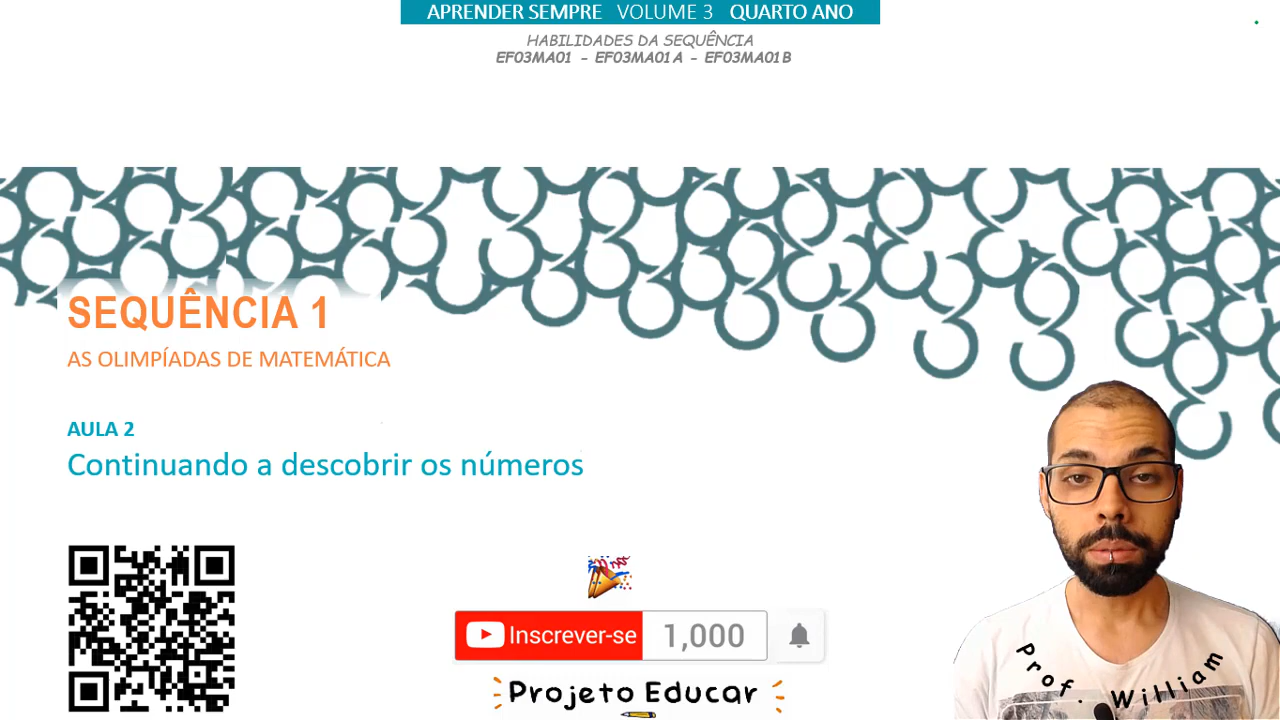 APRENDER SEMPRE VOLUME 3 QUARTO ANO
HABILIDADES DA SEQUÊNCIA
EF03MA01 - EF03MA01A - EF03MA01B
SEQUÊNCIA 1
AS OLIMPÍADAS DE MATEMÁTICA
AULA 2
Continuando a descobrir os números
Inscrever-se 1,000
Projeto Educar
Prof. William